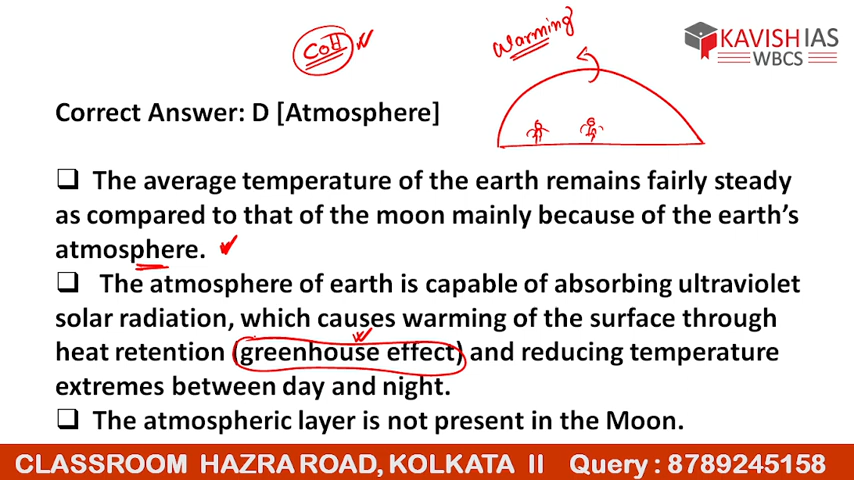 Cold
Warming
KAVISH IAS
WBCS
Correct Answer: D [Atmosphere]
The average temperature of the earth remains fairly steady
as compared to that of the moon mainly because of the earth’s
atmosphere.
The atmosphere of earth is capable of absorbing ultraviolet
solar radiation, which causes warming of the surface through
heat retention (greenhouse effect) and reducing temperature
extremes between day and night.
The atmospheric layer is not present in the Moon.
CLASSROOM HAZRA ROAD, KOLKATA II Query : 8789245158